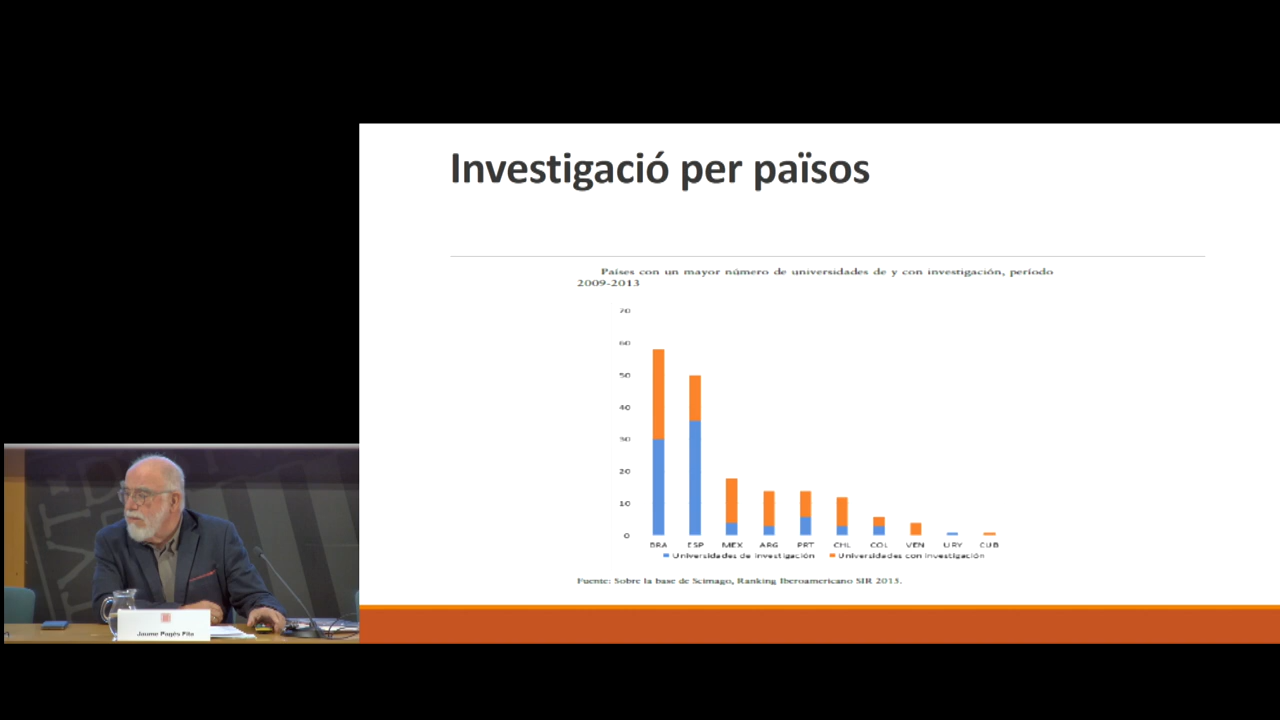 Investigació per països
Países con un mayor número de universidades de y con investigación, período
2009-2013
70
60
50
40
30
20
10
0
BRA ESP MEX ARG PRT CHL COL VEN URY CUB
Universidades de investigación Universidades con investigación
Fuente: Sobre la base de Scimago, Ranking Iberoamericano SIR 2015.
Jaume Pagès Fita